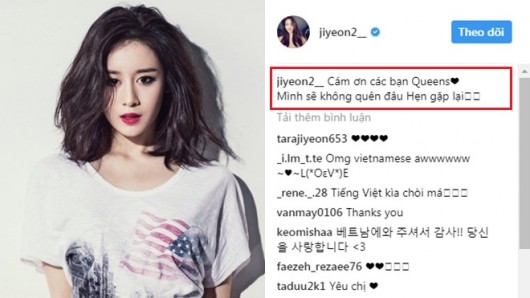 jiyeon2__
Theo dõi
jiyeon2__ Cám ơn các bạn Queens♥
Mình sẽ không quên đâu Hẹn gặp lại□□
Tải thêm bình luận
tarajiyeon653 ♥♥♥♥
_i.lm_t.te Omg vietnamese awwwwww
~♥~L(*OεV*)E
_rene._.28 Tiếng Việt kìa chòi má□□□
vanmay0106 Thank you
keomishaa 베트남에와 주셔서 감사!! 당신
을 사랑합니다 <3
faezeh_rezaee76 ♥♥□□□
taduu2k1 Yêu chị ♥